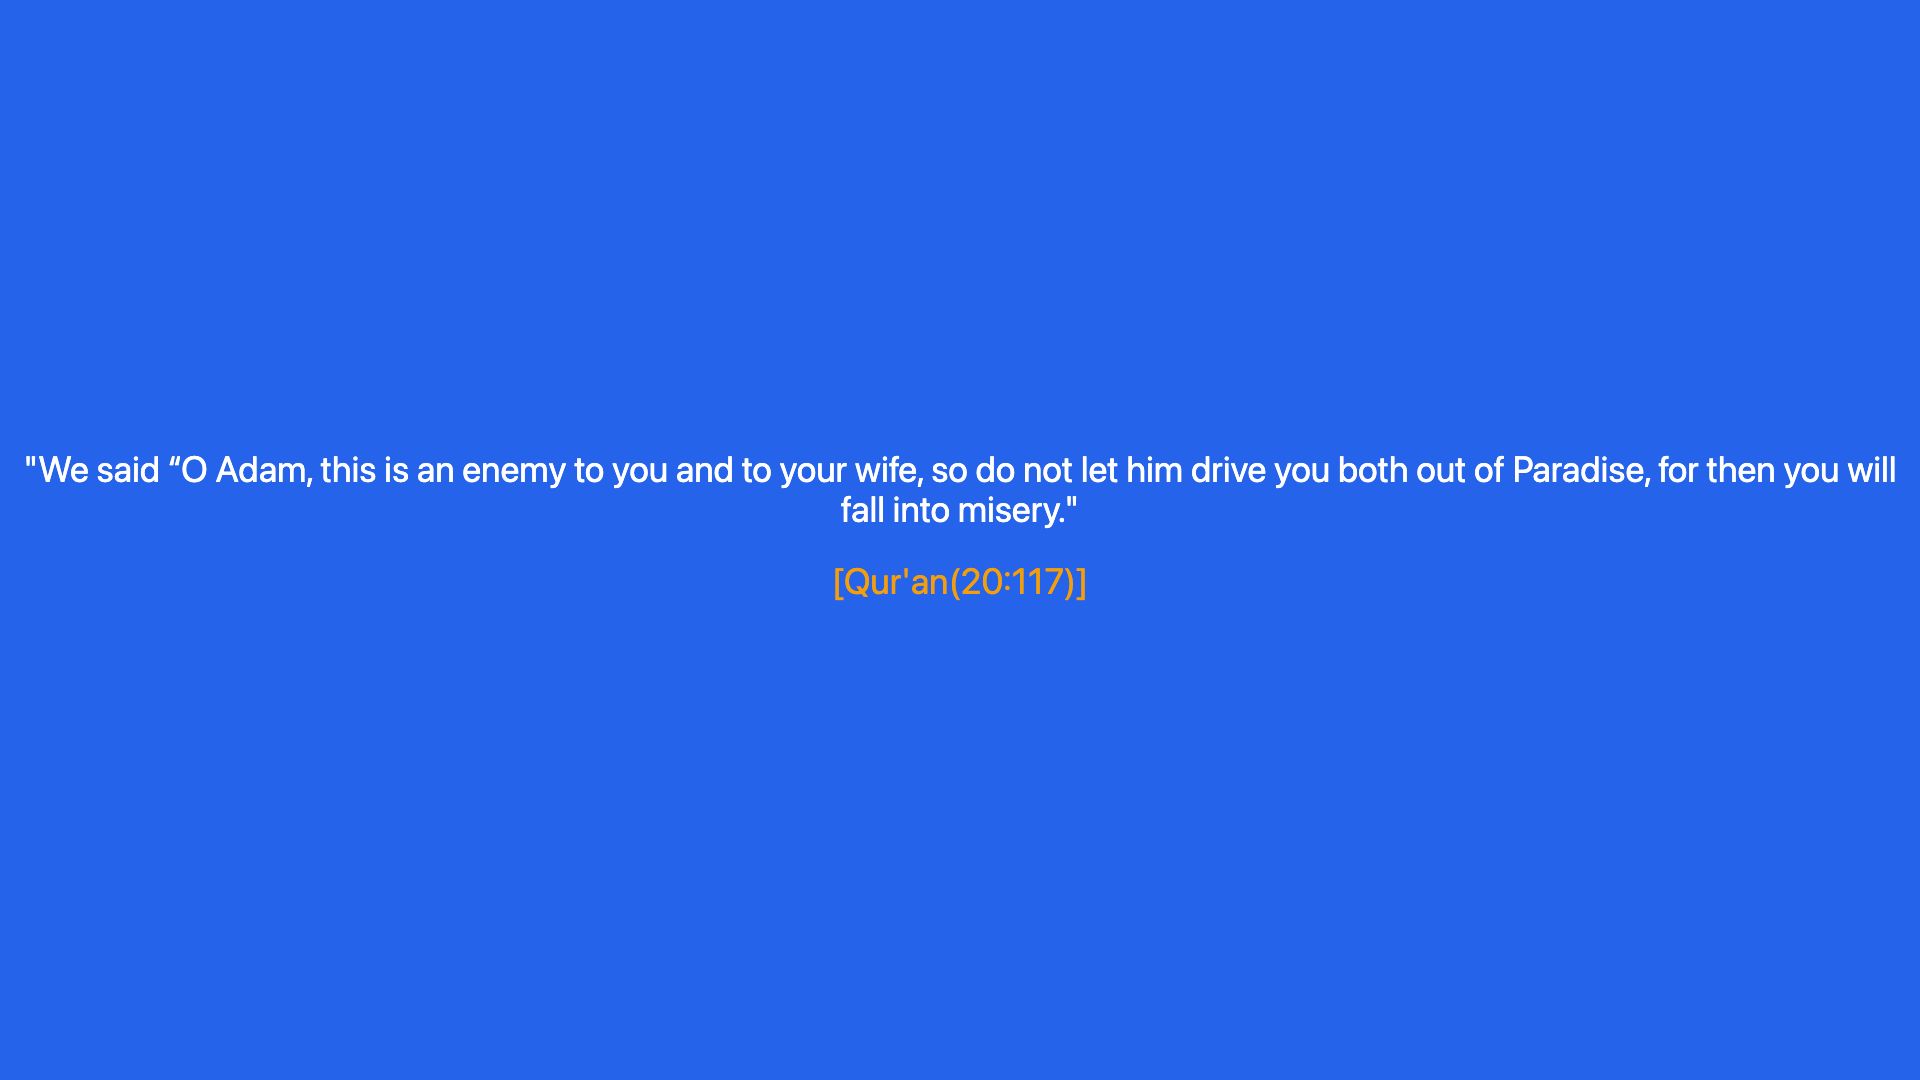 "We said “O Adam, this is an enemy to you and to your wife, so do not let him drive you both out of Paradise, for then you will
fall into misery."
[Qur'an(20:117)]